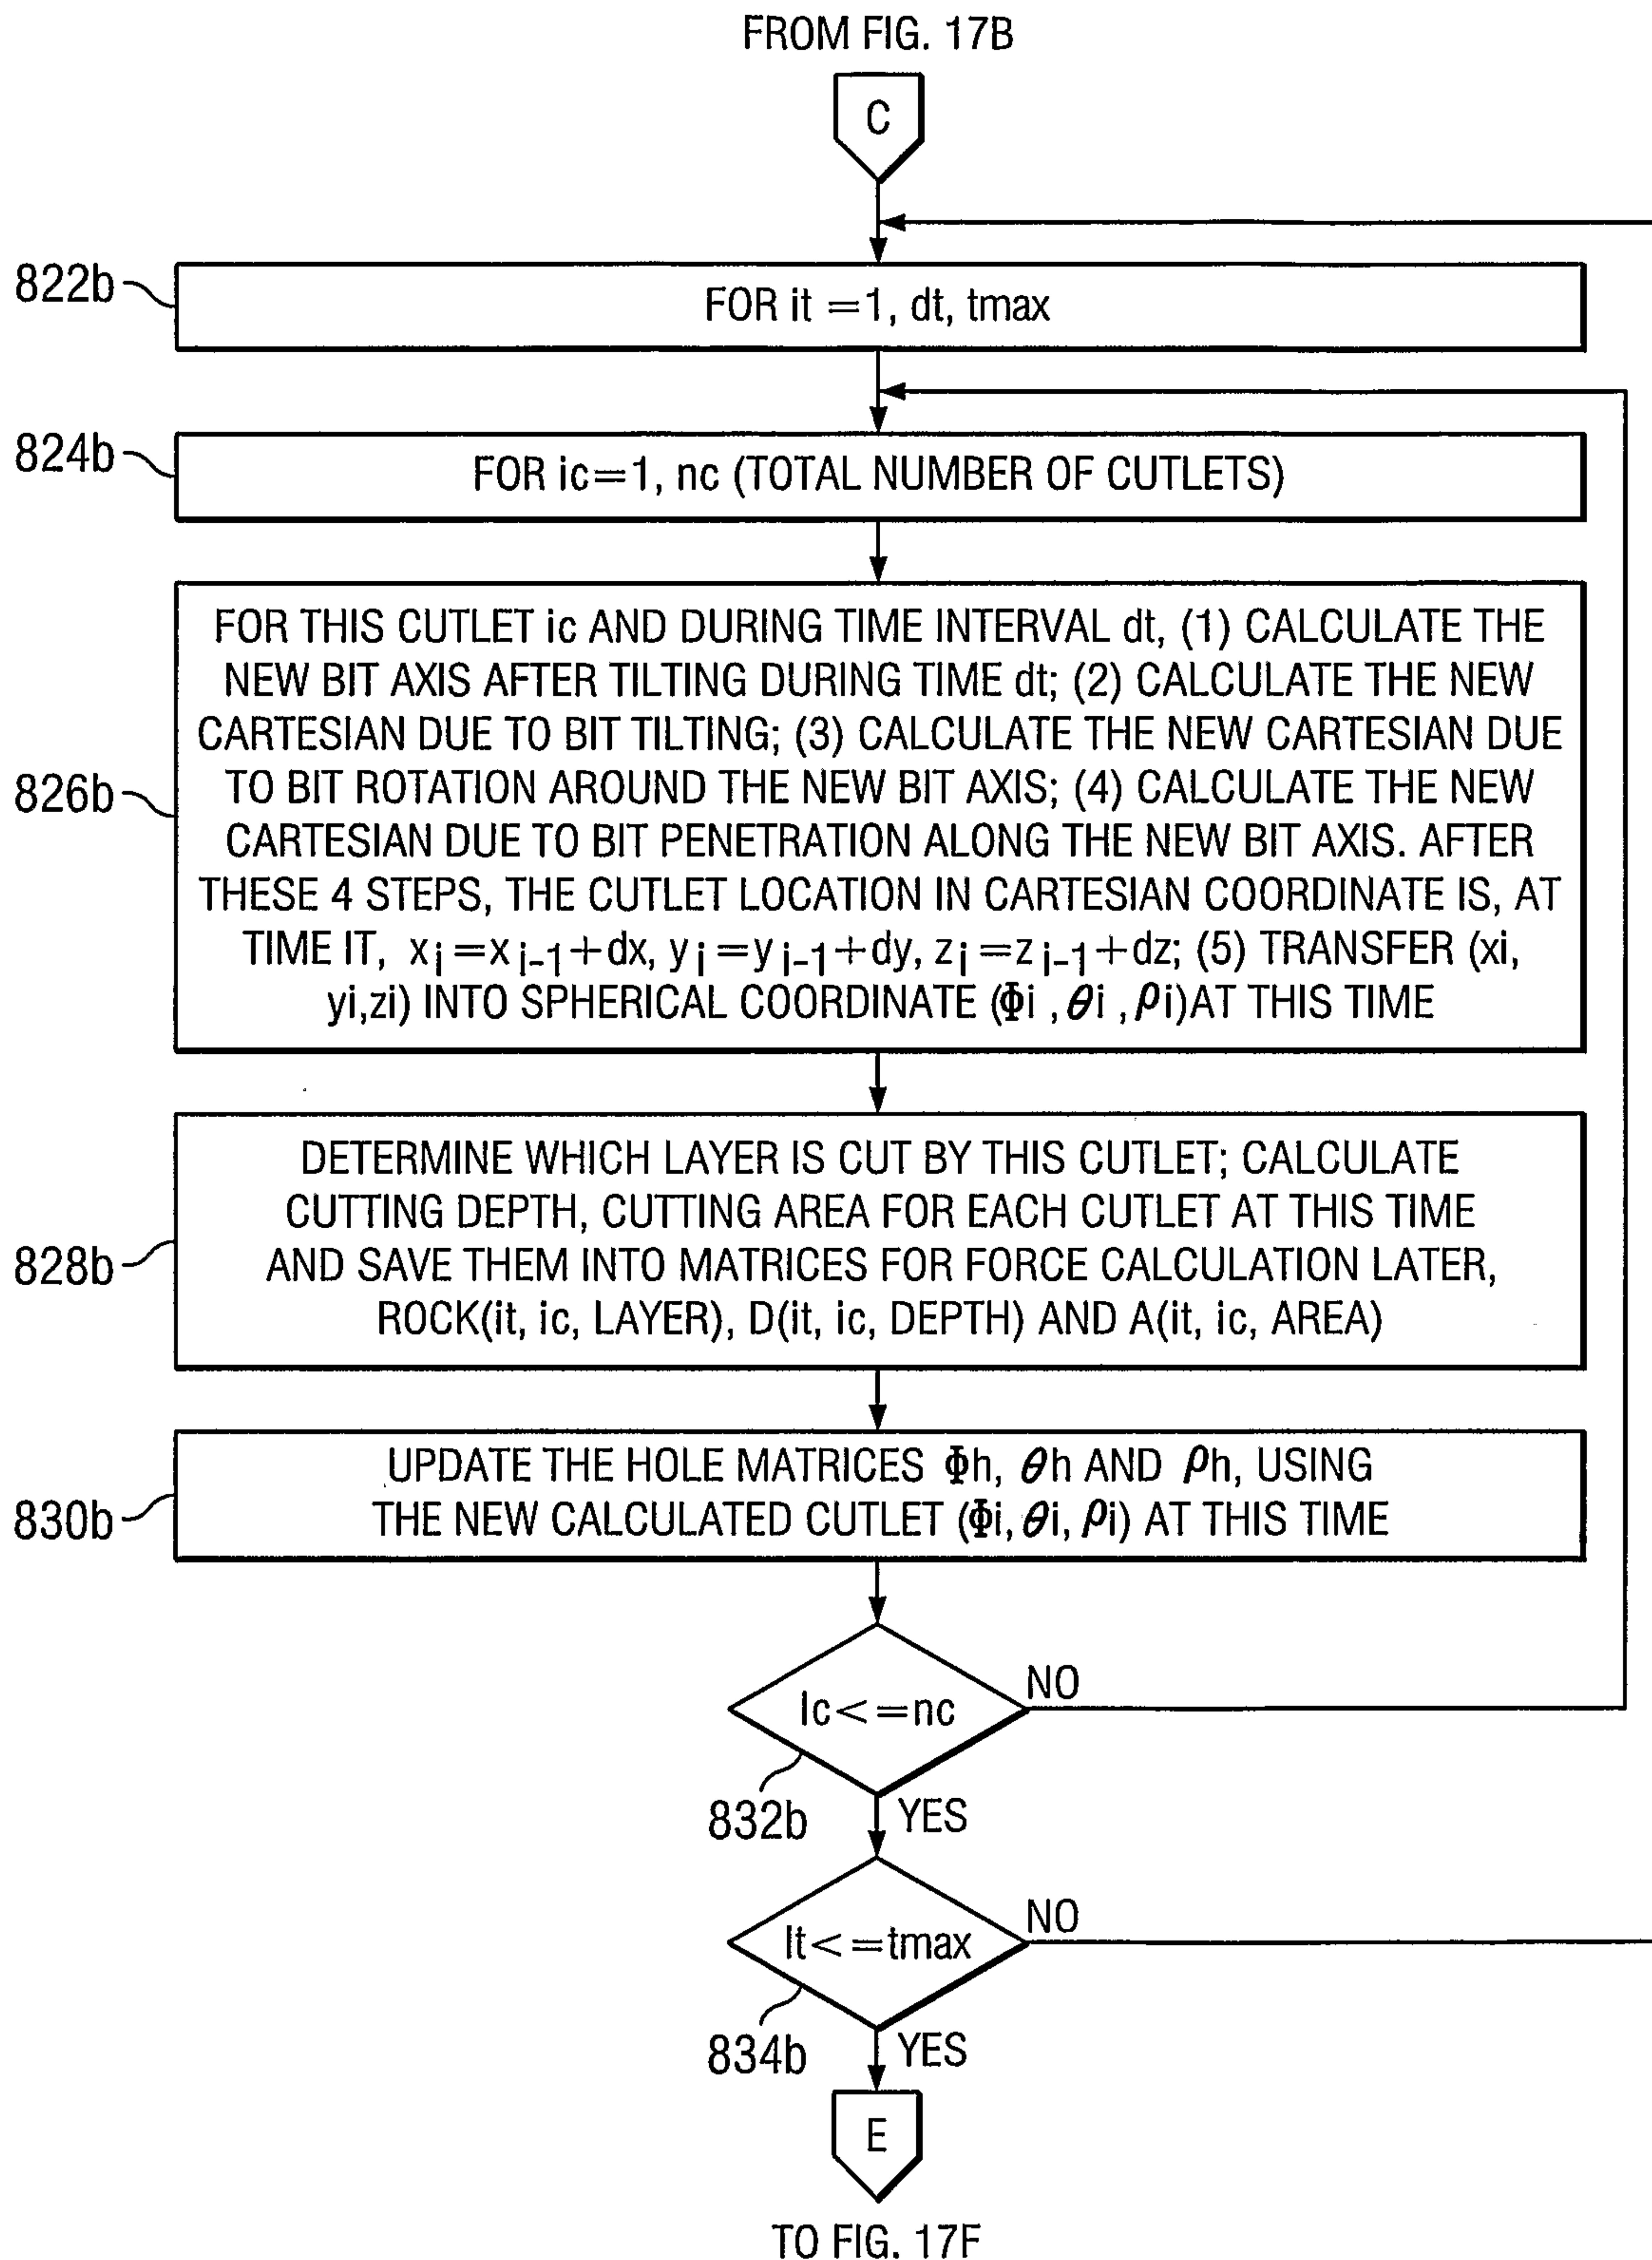 FROM FIG. 17B
C
822b
FOR it =1, dt, tmax
824b
FOR ic=1, nc (TOTAL NUMBER OF CUTLETS)
826b
FOR THIS CUTLET ic AND DURING TIME INTERVAL dt, (1) CALCULATE THE
NEW BIT AXIS AFTER TILTING DURING TIME dt; (2) CALCULATE THE NEW
CARTESIAN DUE TO BIT TILTING; (3) CALCULATE THE NEW CARTESIAN DUE
TO BIT ROTATION AROUND THE NEW BIT AXIS; (4) CALCULATE THE NEW
CARTESIAN DUE TO BIT PENETRATION ALONG THE NEW BIT AXIS. AFTER
THESE 4 STEPS, THE CUTLET LOCATION IN CARTESIAN COORDINATE IS, AT
TIME IT, x i =x i-1 +dx, y i =y i-1 +dy, z i =z i-1 +dz; (5) TRANSFER (xi,
yi,zi) INTO SPHERICAL COORDINATE (Φi ,θi ,ρi)AT THIS TIME
828b
DETERMINE WHICH LAYER IS CUT BY THIS CUTLET; CALCULATE
CUTTING DEPTH, CUTTING AREA FOR EACH CUTLET AT THIS TIME
AND SAVE THEM INTO MATRICES FOR FORCE CALCULATION LATER,
ROCK(it, ic, LAYER), D(it, ic, DEPTH) AND A(it, ic, AREA)
830b
UPDATE THE HOLE MATRICES Φh, θh AND ρh, USING
THE NEW CALCULATED CUTLET (Φi, θi, ρi) AT THIS TIME
Ic<=nc
NO
832b
YES
It<=tmax
NO
834b
YES
E
TO FIG. 17F